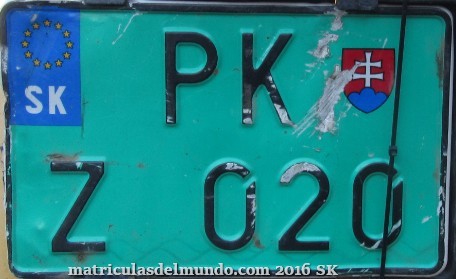 PK
SK
Z 020
matriculasdelmundo.com 2016 SK